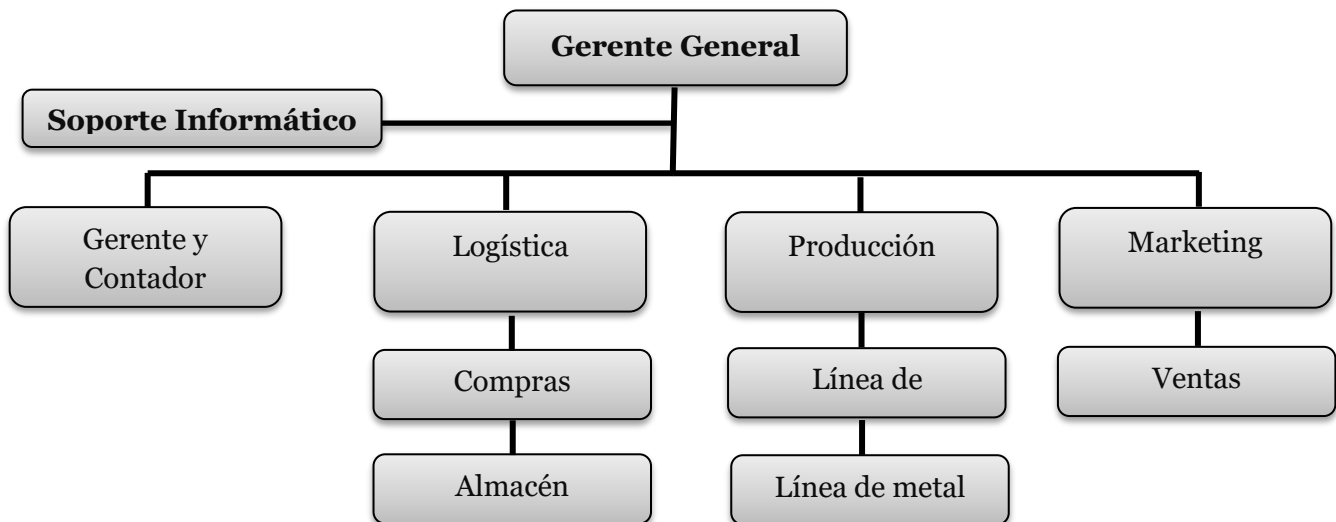 Gerente General
Soporte Informático
Gerente y
Contador
Logística
Producción
Marketing
Compras
Línea de
Ventas
Almacén
Línea de metal